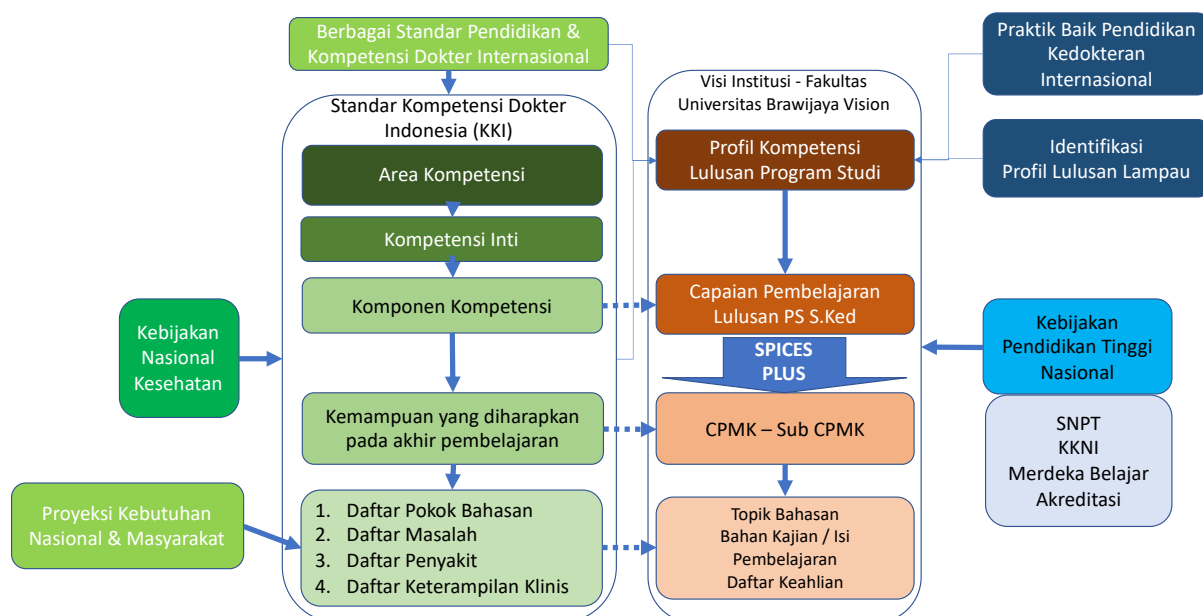 Berbagai Standar Pendidikan &
Kompetensi Dokter Internasional
Standar Kompetensi Dokter
Indonesia (KKI)
Area Kompetensi
Kompetensi Inti
Komponen Kompetensi
Kemampuan yang diharapkan
pada akhir pembelajaran
1. Daftar Pokok Bahasan
2. Daftar Masalah
3. Daftar Penyakit
4. Daftar Keterampilan Klinis
Kebijakan
Nasional
Kesehatan
Proyeksi Kebutuhan
Nasional & Masyarakat
Visi Institusi - Fakultas
Universitas Brawijaya Vision
Profil Kompetensi
Lulusan Program Studi
Capaian Pembelajaran
Lulusan PS S.Ked
SPICES
PLUS
CPMK – Sub CPMK
Topik Bahasan
Bahan Kajian / Isi
Pembelajaran
Daftar Keahlian
Praktik Baik Pendidikan
Kedokteran
Internasional
Identifikasi
Profil Lulusan Lampau
Kebijakan
Pendidikan Tinggi
Nasional
SNPT
KKNI
Merdeka Belajar
Akreditasi